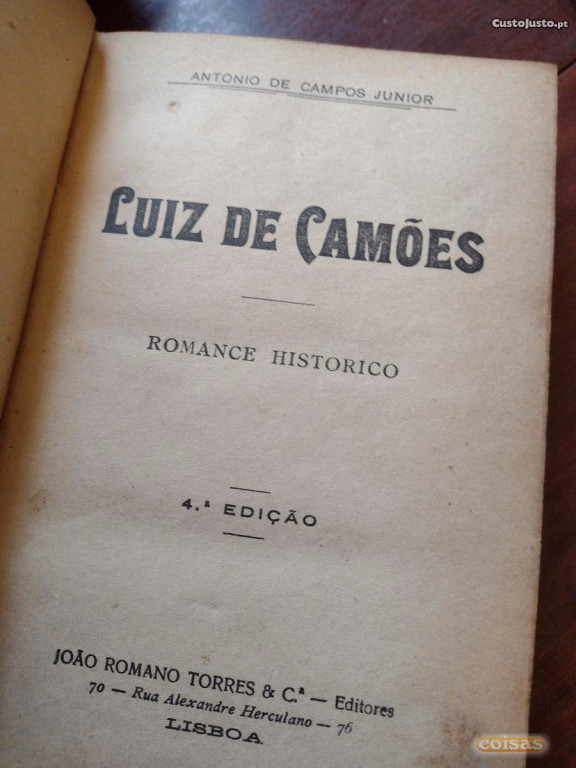 CustoJusto.pt
ANTONIO DE CAMPOS JUNIOR
LUIZ DE CAMÕES
ROMANCE HISTORICO
4.ª EDIÇÃO
JOÃO ROMANO TORRES & C.ª — Editores
70 — Rua Alexandre Herculano — 76
LISBOA
coisas